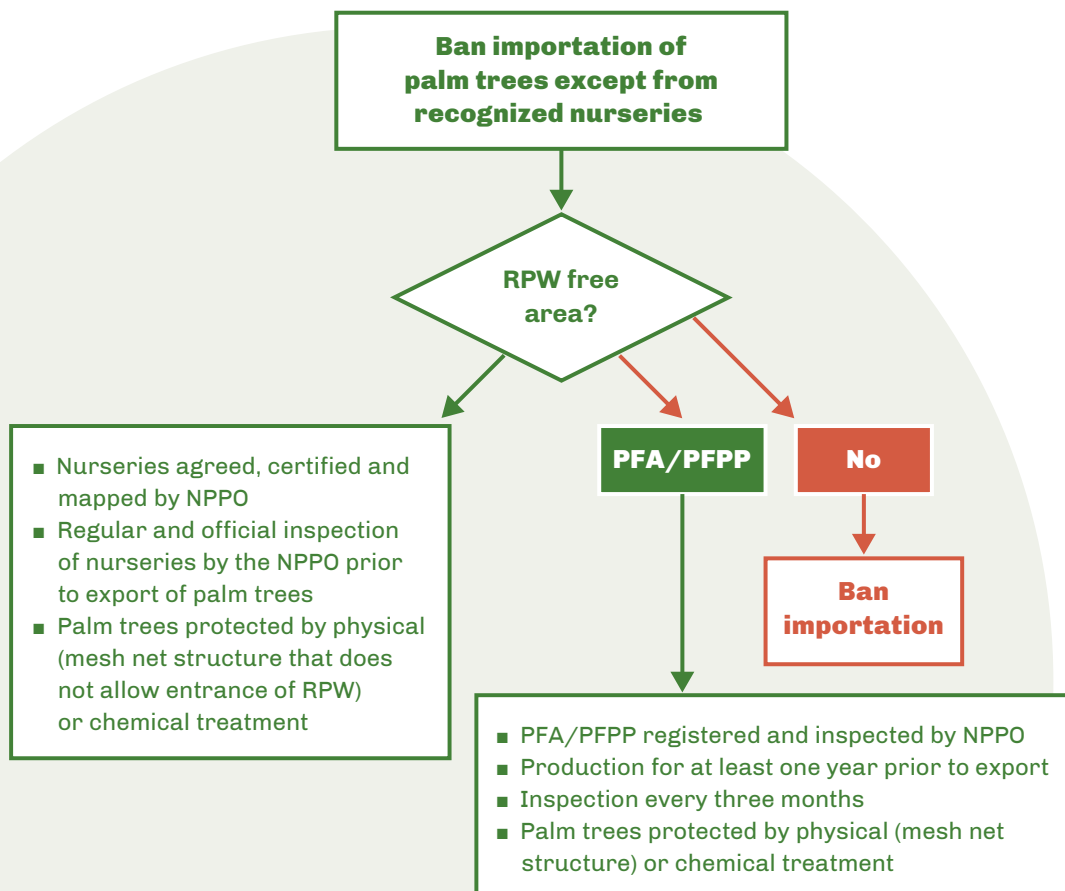 Ban importation of
palm trees except from
recognized nurseries
RPW free
area?
▪ Nurseries agreed, certified and
mapped by NPPO
▪ Regular and official inspection
of nurseries by the NPPO prior
to export of palm trees
▪ Palm trees protected by physical
(mesh net structure that does
not allow entrance of RPW)
or chemical treatment
PFA/PFPP
No
Ban
importation
▪ PFA/PFPP registered and inspected by NPPO
▪ Production for at least one year prior to export
▪ Inspection every three months
▪ Palm trees protected by physical (mesh net
structure) or chemical treatment